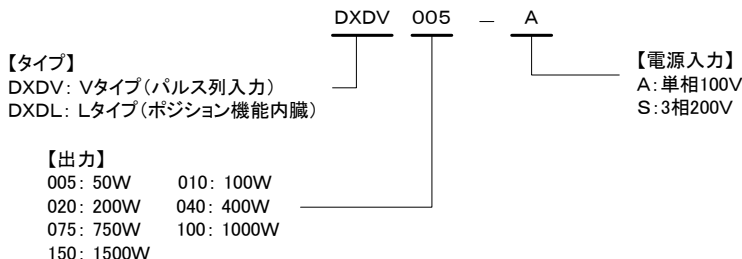 DXDV 005 － A
【タイプ】
DXDV： Vタイプ（パルス列入力）
DXDL： Lタイプ（ポジション機能内臓）
【電源入力】
A：単相100V
S：3相200V
【出力】
005： 50W 010： 100W
020： 200W 040： 400W
075： 750W 100： 1000W
150： 1500W